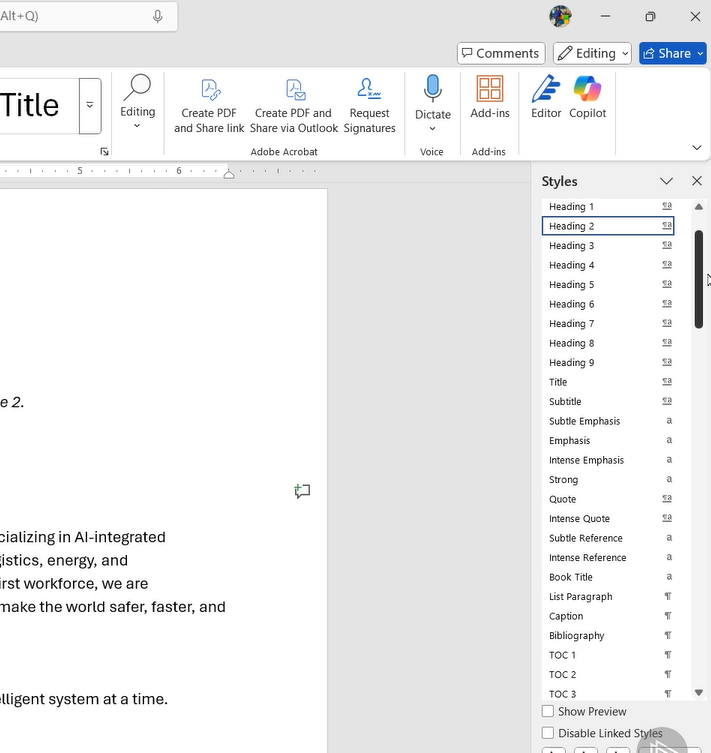 Alt+Q)
Comments
Editing
Share
Title
Editing
Create PDF
and Share link
Create PDF and
Share via Outlook
Request
Signatures
Dictate
Add-ins
Editor
Copilot
Adobe Acrobat
Voice
Add-ins
5
6
Styles
Heading 1
Heading 2
Heading 3
Heading 4
Heading 5
Heading 6
Heading 7
Heading 8
Heading 9
Title
Subtitle
Subtle Emphasis
Emphasis
Intense Emphasis
Strong
Quote
Intense Quote
Subtle Reference
Intense Reference
Book Title
List Paragraph
Caption
Bibliography
TOC 1
TOC 2
TOC 3
Show Preview
Disable Linked Styles
e 2.
cializing in AI-integrated
gistics, energy, and
irst workforce, we are
make the world safer, faster, and
elligent system at a time.